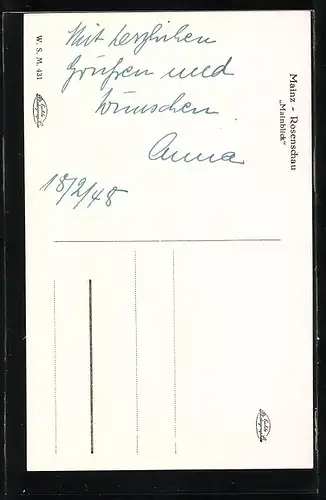 Mit herzlichen
Grüßen und
Wünschen
Anna
18/2/48
Mainz - Rosenschau
„Mainblick“
W. S. M. 431